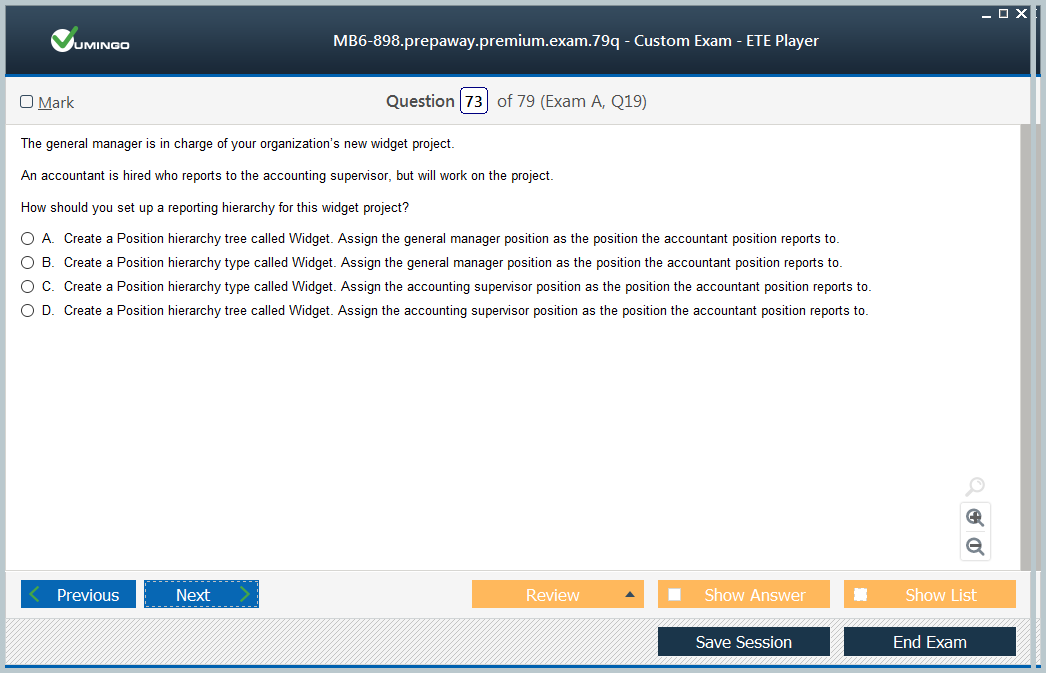 VUMINGO
MB6-898.prepaway.premium.exam.79q - Custom Exam - ETE Player
Mark
Question 73 of 79 (Exam A, Q19)
The general manager is in charge of your organization's new widget project.
An accountant is hired who reports to the accounting supervisor, but will work on the project.
How should you set up a reporting hierarchy for this widget project?
A. Create a Position hierarchy tree called Widget. Assign the general manager position as the position the accountant position reports to.
B. Create a Position hierarchy type called Widget. Assign the general manager position as the position the accountant position reports to.
C. Create a Position hierarchy type called Widget. Assign the accounting supervisor position as the position the accountant position reports to.
D. Create a Position hierarchy tree called Widget. Assign the accounting supervisor position as the position the accountant position reports to.
Previous Next Review Show Answer Show List
Save Session End Exam